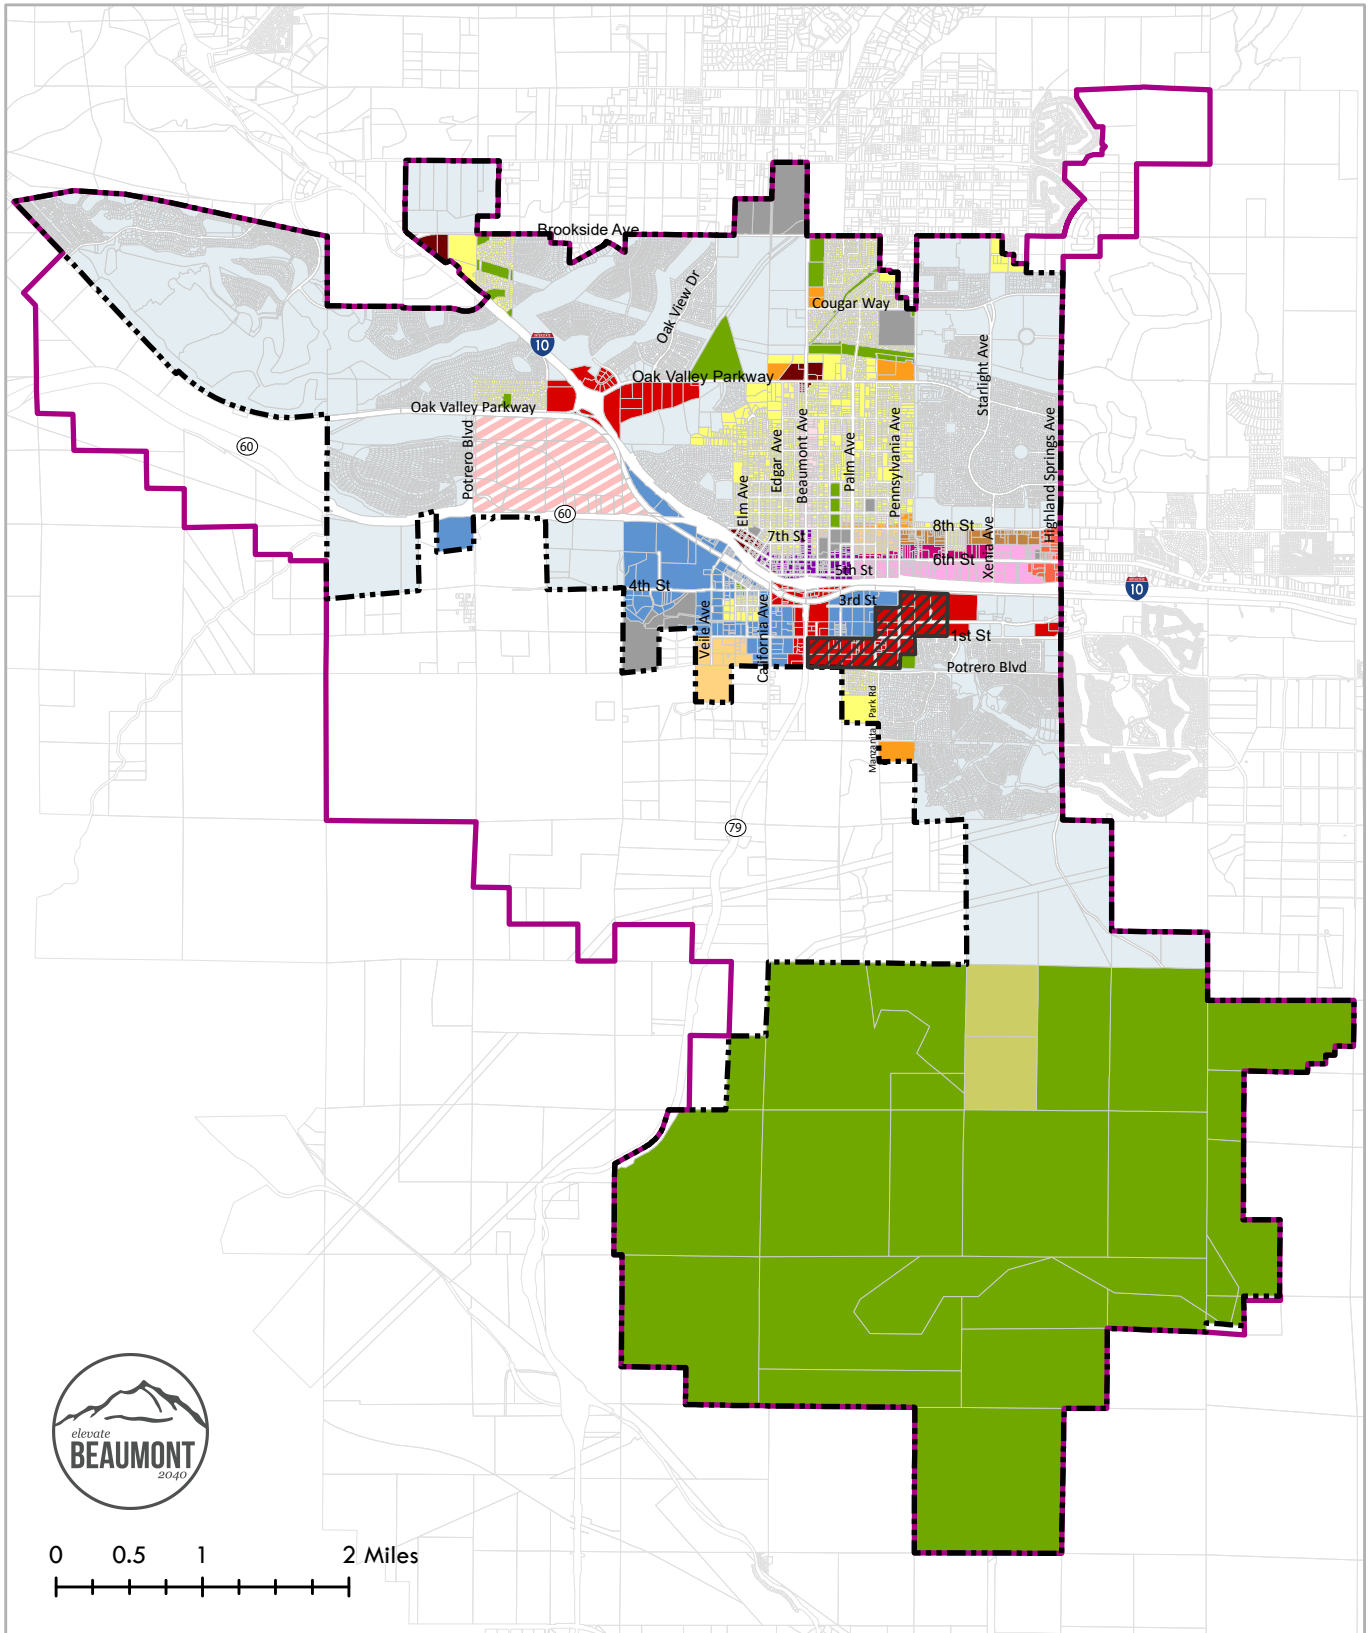 Brookside Ave
Oak View Dr
Cougar Way
10
Starlight Ave
Oak Valley Parkway
Oak Valley Parkway
Potrero Blvd
60
Edgar Ave
Beaumont Ave
Palm Ave
Pennsylvania Ave
Highland Springs Ave
Elm Ave
60
7th St
8th St
Xenia Ave
6th St
5th St
4th St
10
3rd St
Veile Ave
California Ave
1st St
Potrero Blvd
Manzanita Park Rd
79
elevate
BEAUMONT
2040
0 0.5 1 2 Miles